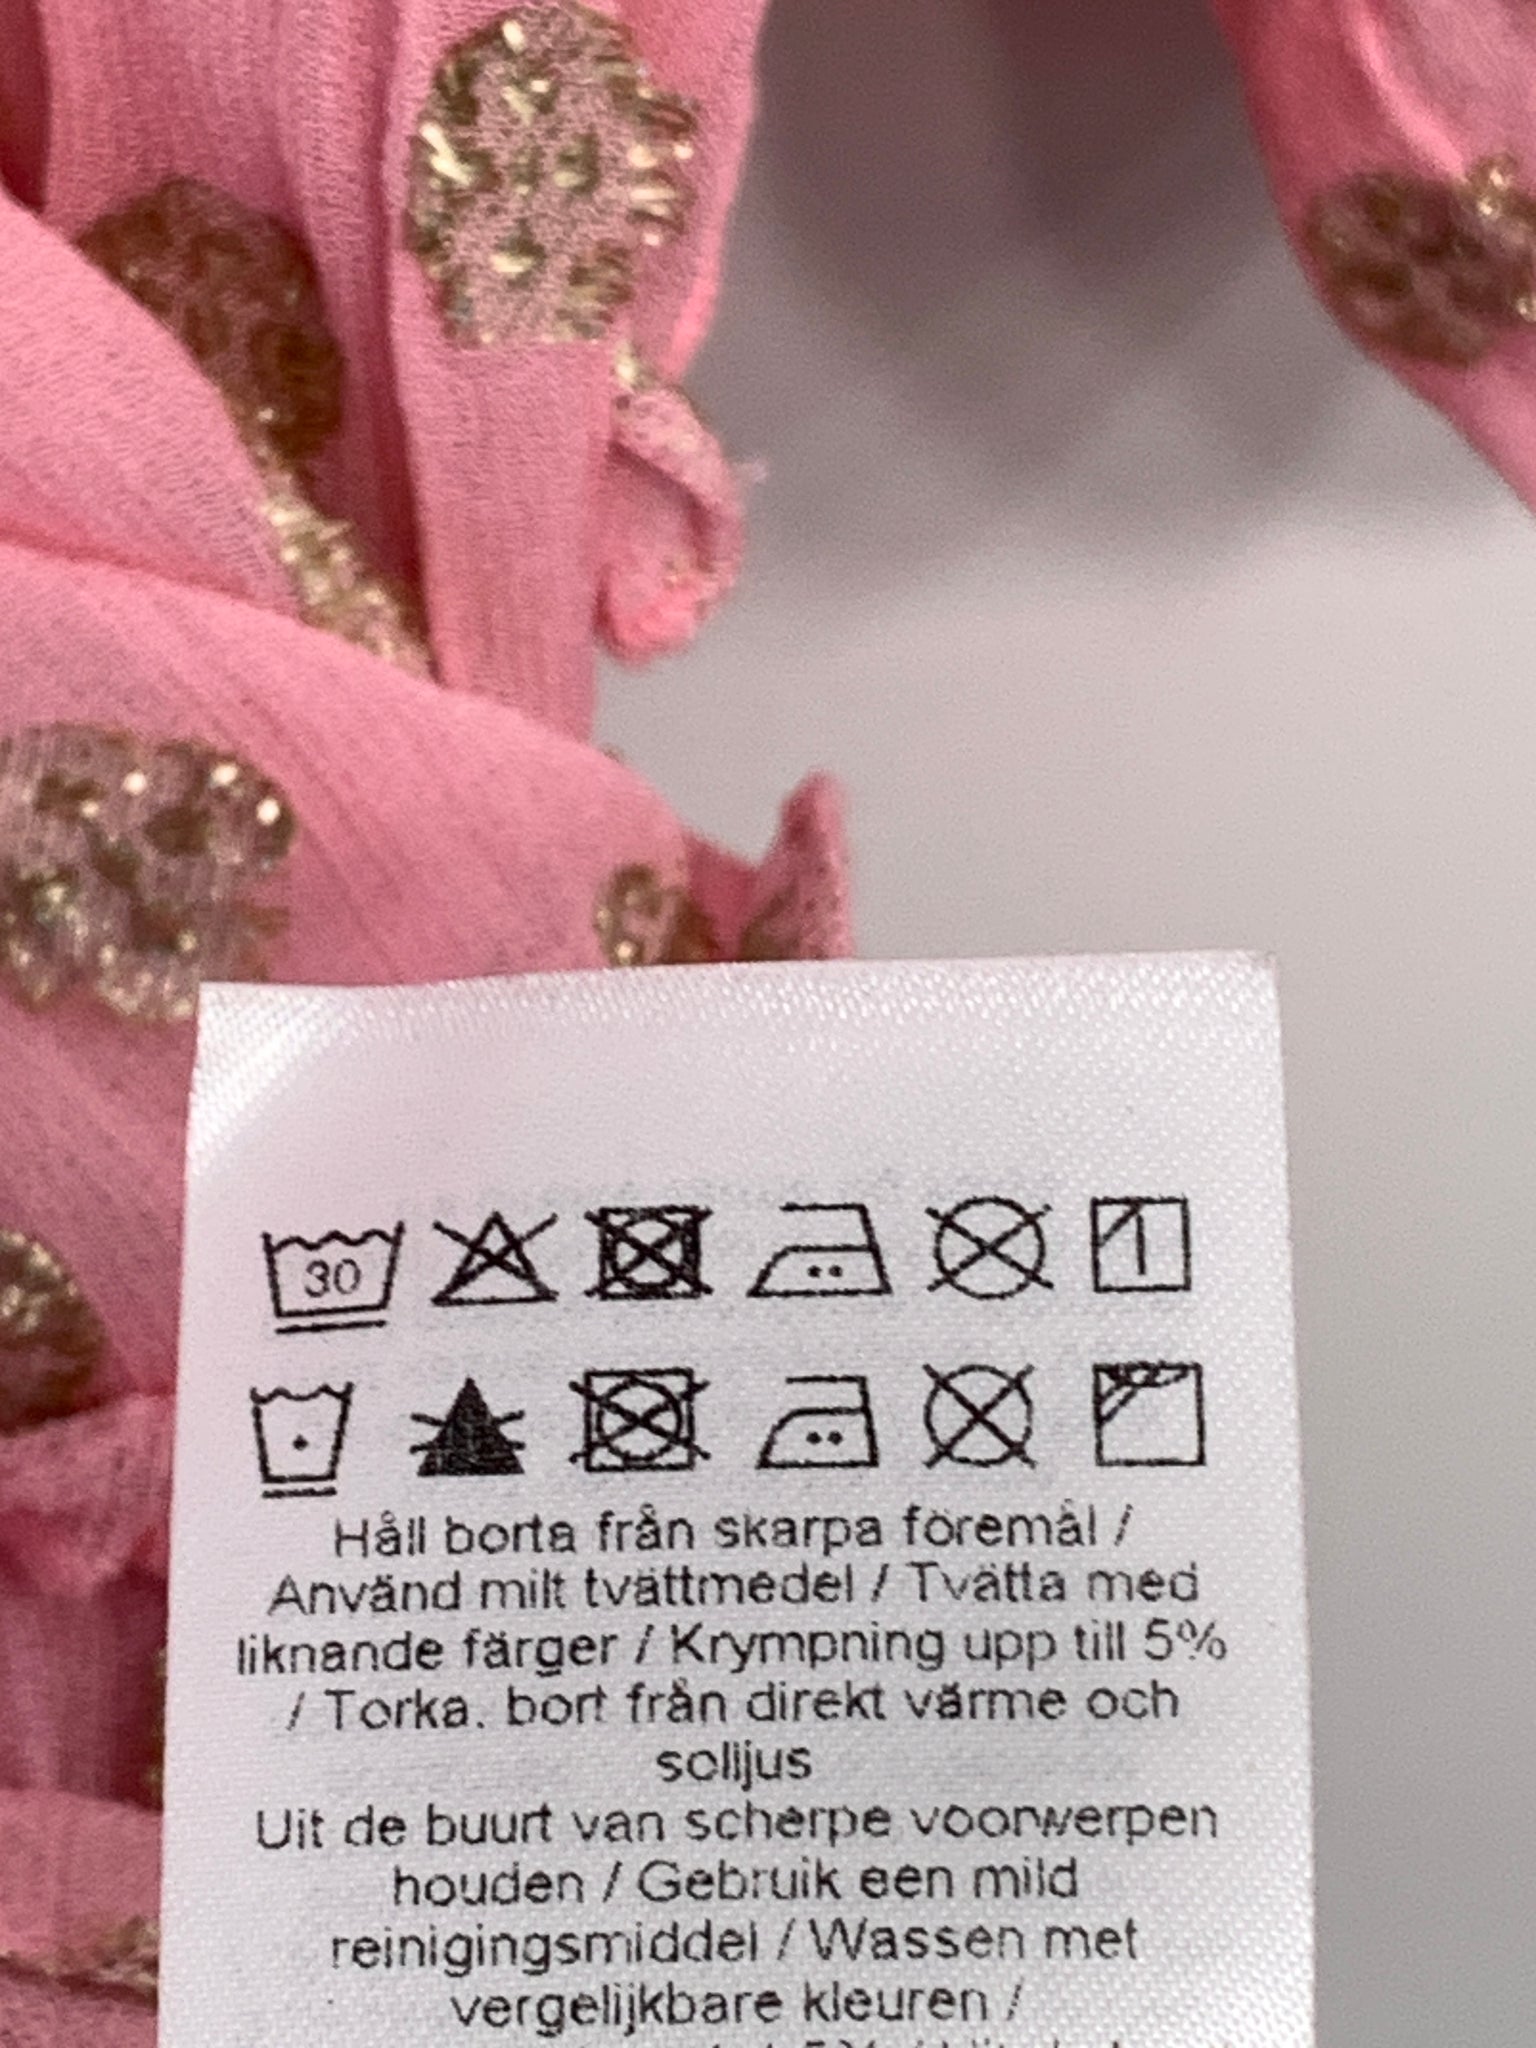 30
Håll borta från skarpa föremål /
Använd milt tvättmedel / Tvätta med
liknande färger / Krympning upp till 5%
/ Torka. bort från direkt värme och
solljus
Uit de buurt van scherpe voorwerpen
houden / Gebruik een mild
reinigingsmiddel / Wassen met
vergelijkbare kleuren /